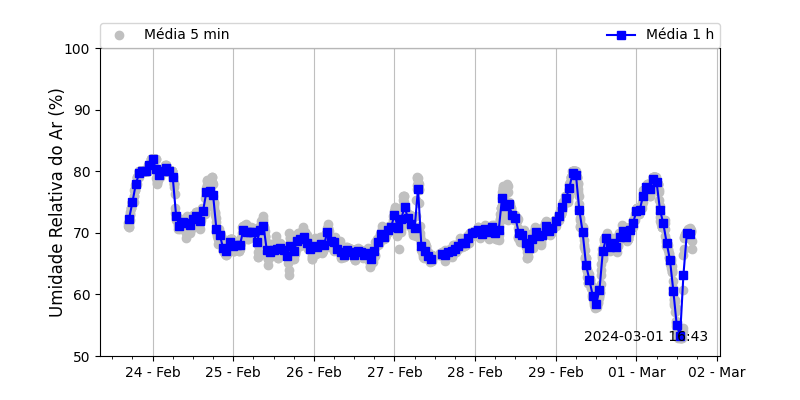 Média 5 min
Média 1 h
Umidade Relativa do Ar (%)
100
90
80
70
60
50
2024-03-01 16:43
24 - Feb
25 - Feb
26 - Feb
27 - Feb
28 - Feb
29 - Feb
01 - Mar
02 - Mar